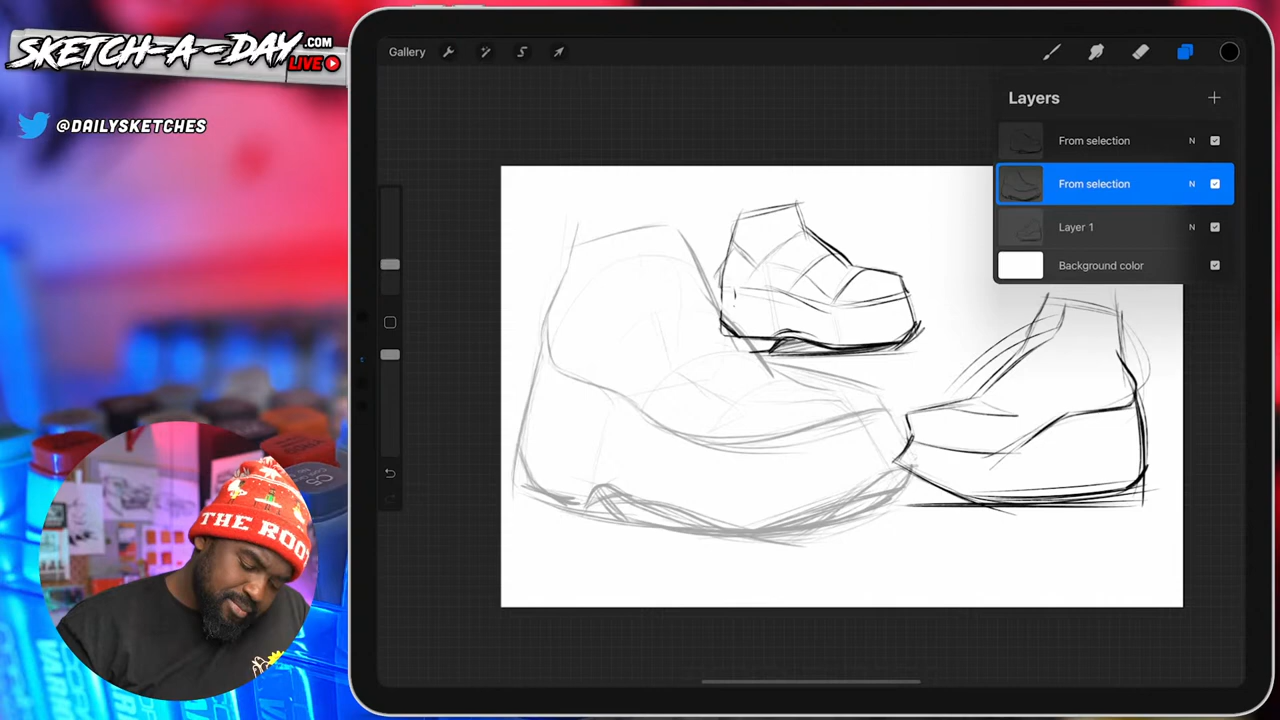 SKETCH-A-DAY.COM
LIVE
@DAILYSKETCHES
Gallery
Layers
From selection N
From selection N
Layer 1 N
Background color
THE ROO